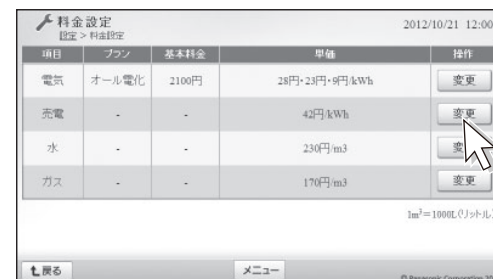 料金設定 2012/10/21 12:00
設定 > 料金設定
項目 プラン 基本料金 単価 操作
電気 オール電化 2100円 28円・23円・9円/kWh 変更
売電 - - 42円/kWh 変更
水 - - 230円/m3 変
ガス - - 170円/m3 変更
1m³=1000L(リットル)
戻る メニュー © Panasonic Corporation 20